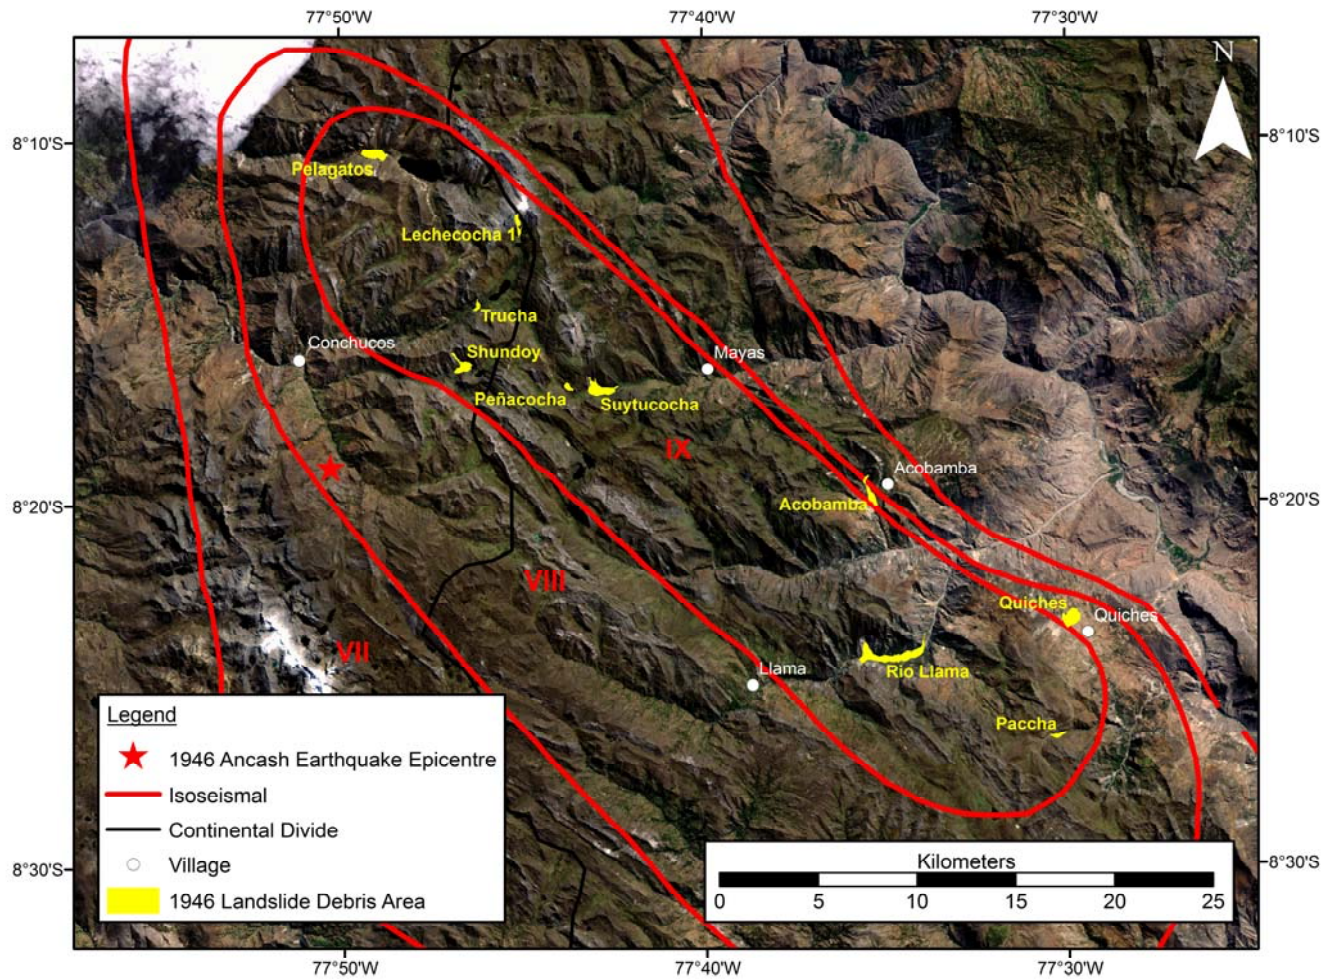 77°50'W 77°40'W 77°30'W
N
8°10'S 8°10'S
Pelagatos
Lechecocha 1
Trucha
Conchucos
Shundoy
Mayas
Peñacocha
Suytucocha
IX
Acobamba
Acobamba
8°20'S 8°20'S
VIII
Quiches
Quiches
VII
Llama
Rio Llama
Paccha
Legend
1946 Ancash Earthquake Epicentre
Isoseismal
Continental Divide
Village
1946 Landslide Debris Area
8°30'S 8°30'S
Kilometers
0 5 10 15 20 25
77°50'W 77°40'W 77°30'W